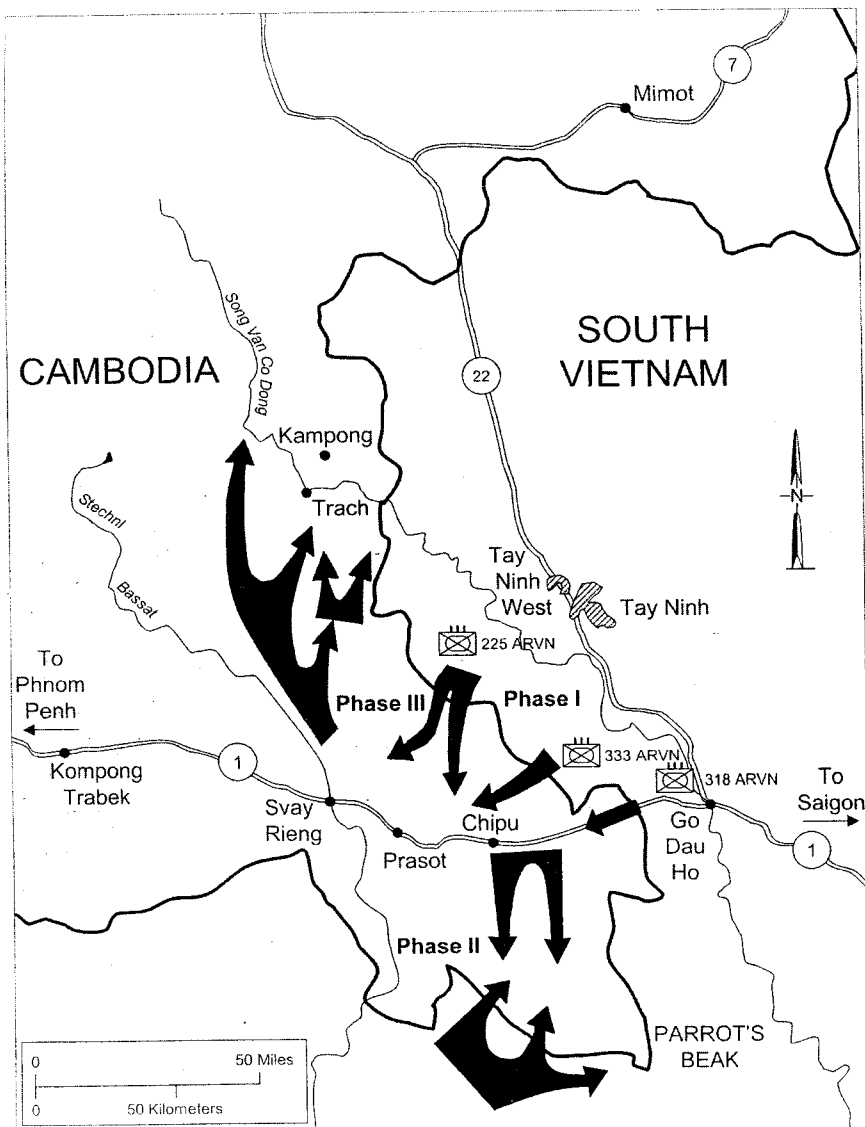 7
Mimot
Song Van Co Dong
CAMBODIA
SOUTH
VIETNAM
22
Kampong
Trach
N
Stechnl
Bassat
Tay
Ninh
West
Tay Ninh
225 ARVN
To
Phnom
Penh
Phase III
Phase I
333 ARVN
318 ARVN
To
Saigon
Kompong
Trabek
1
Svay
Rieng
Prasot
Chipu
Go
Dau
Ho
1
Phase II
PARROT'S
BEAK
0
50 Miles
0
50 Kilometers